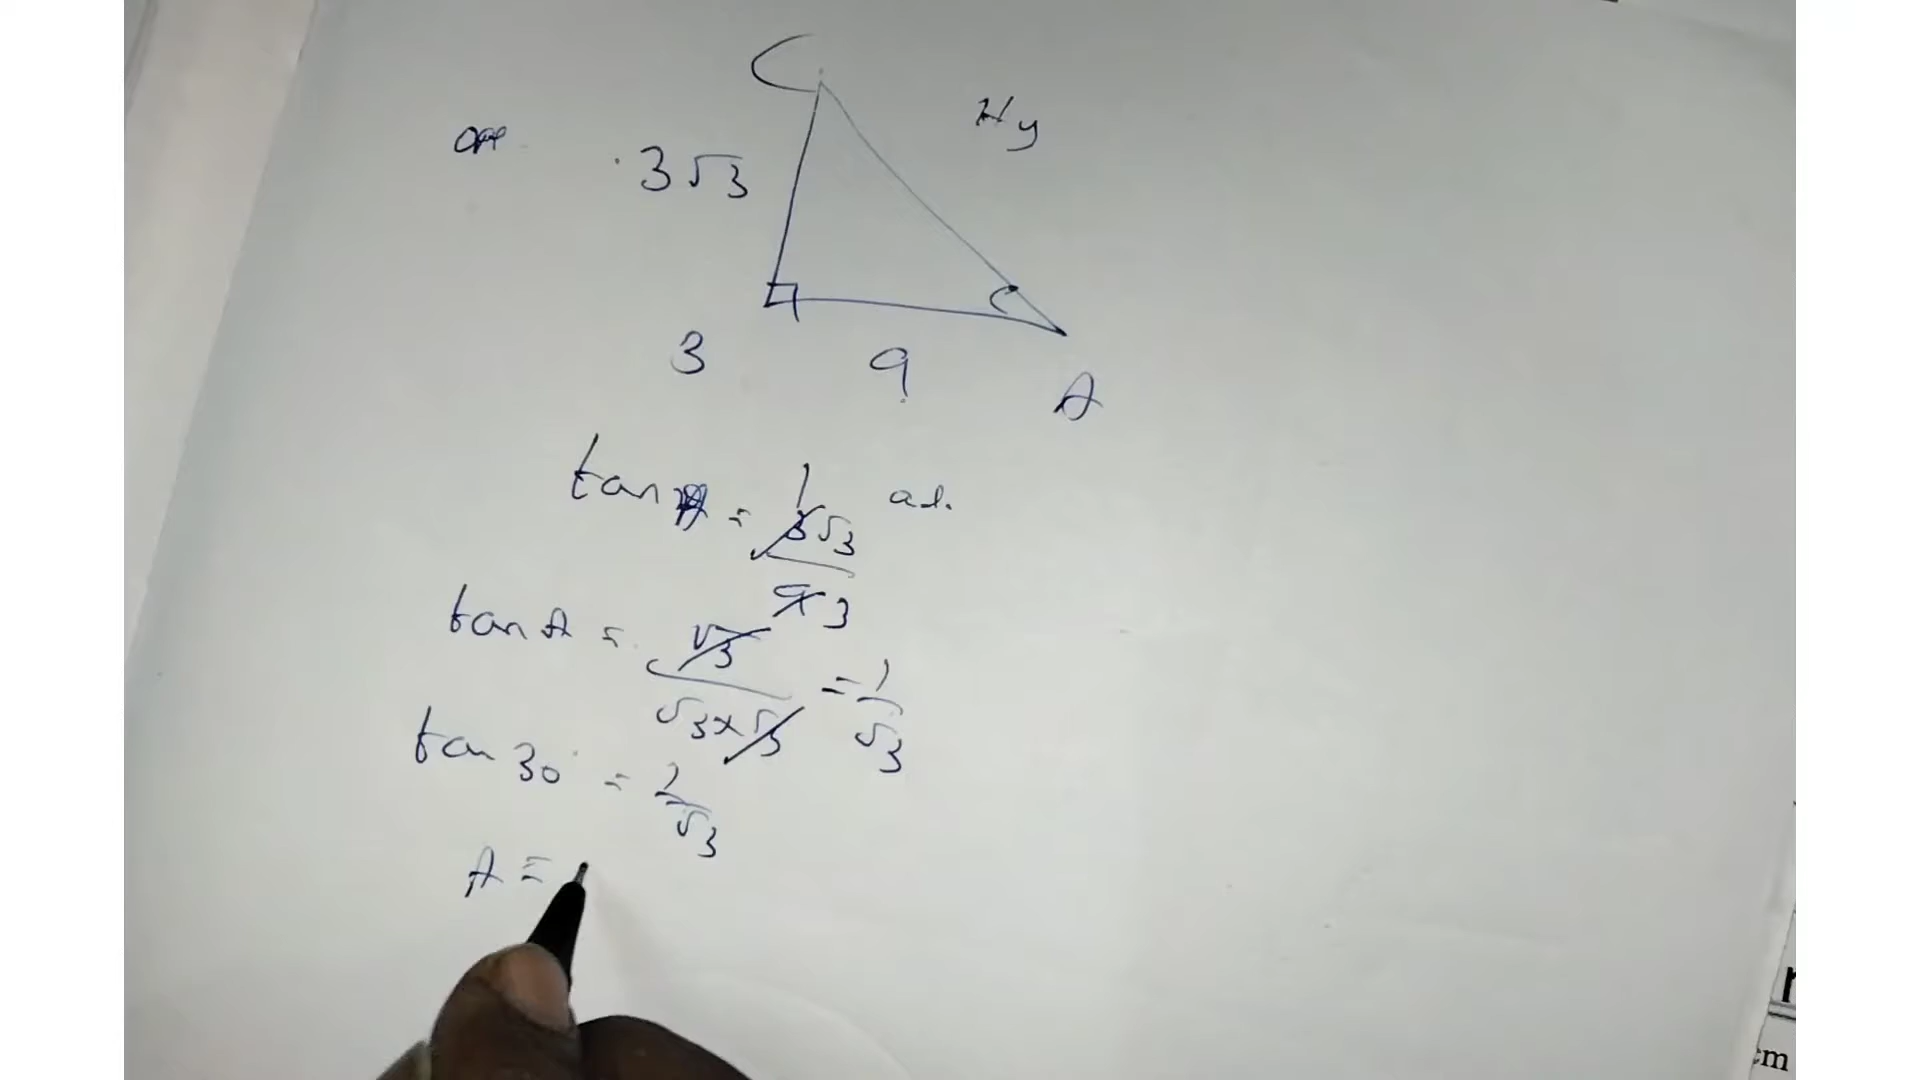 C
Hy
opp
3√3
3 9
A
tan A = 3√3 / 9 1 3 ad.
tan A = √3 / √3 x √3 = 1 / √3
tan 30° = 1 / √3
A =
cm